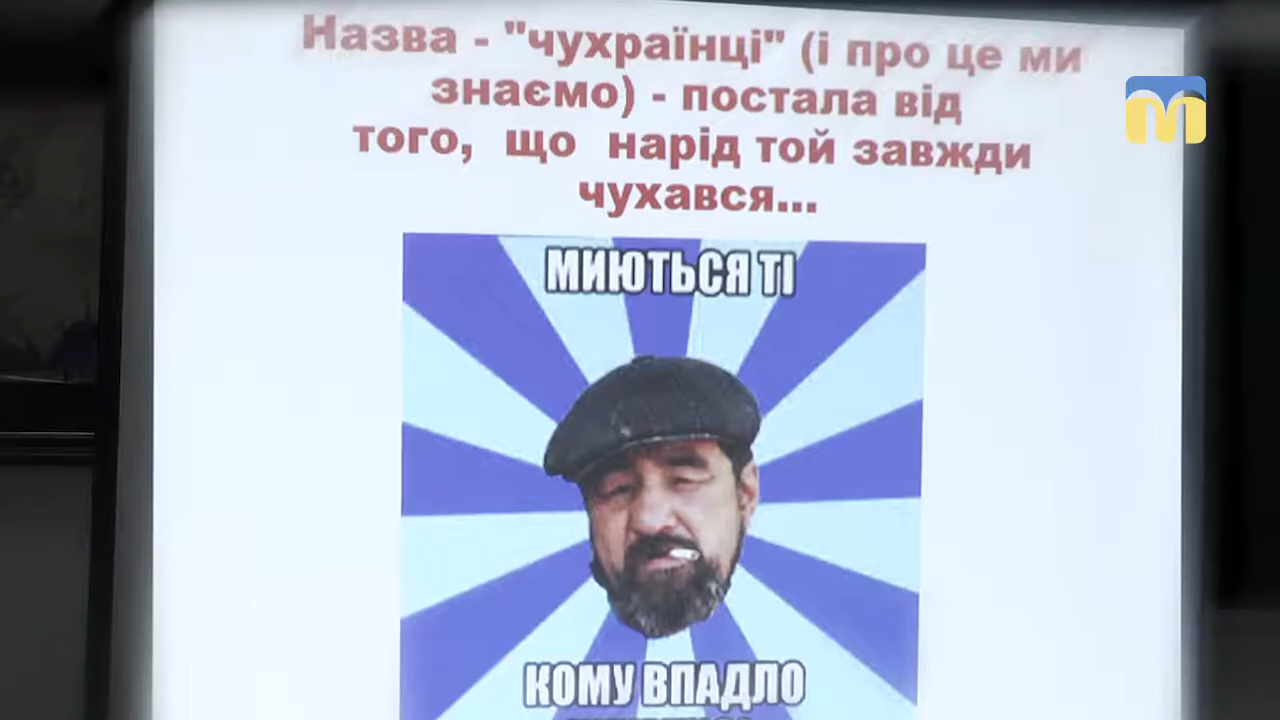 Назва - "чухраїнці" (і про це ми
знаємо) - постала від
того, що нарід той завжди
чухався...
МИЮТЬСЯ ТІ
КОМУ ВПАДЛО